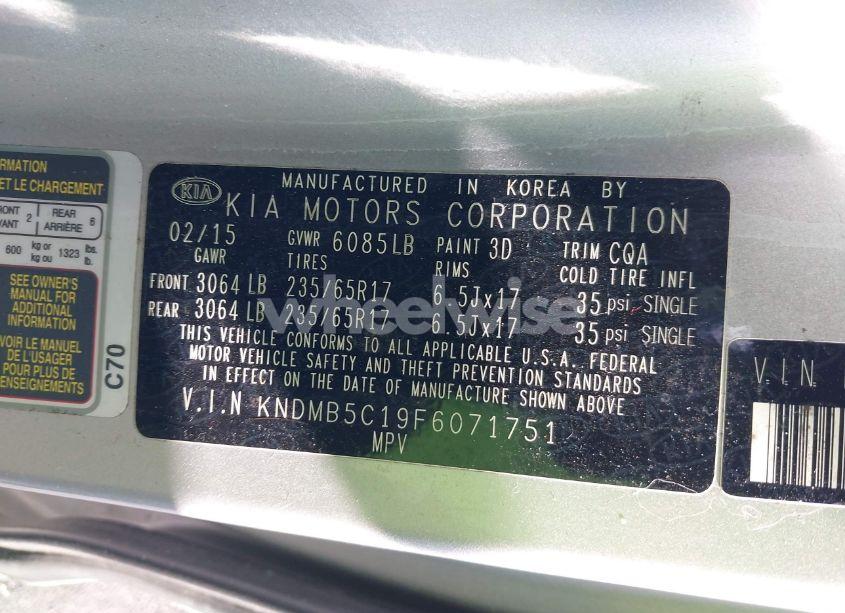 RMATION
ET LE CHARGEMENT
RONT 2 REAR 6
VANT ARRIÈRE
600 kg or 1323 lbs.
kg ou lb.
SEE OWNER'S
MANUAL FOR
ADDITIONAL
INFORMATION
VOIR LE MANUEL
DE L'USAGER
POUR PLUS DE
RENSEIGNEMENTS
C70
KIA
MANUFACTURED IN KOREA BY
KIA MOTORS CORPORATION
02/15 GVWR 6085LB PAINT 3D TRIM CQA
GAWR TIRES RIMS COLD TIRE INFL
FRONT 3064 LB 235/65R17 6.5Jx17 35 psi SINGLE
REAR 3064 LB 235/65R17 6.5Jx17 35 psi SINGLE
THIS VEHICLE CONFORMS TO ALL APPLICABLE U.S.A. FEDERAL
MOTOR VEHICLE SAFETY AND THEFT PREVENTION STANDARDS
IN EFFECT ON THE DATE OF MANUFACTURE SHOWN ABOVE
V.I.N KNDMB5C19F6071751
MPV
V.I.N
wheelwise